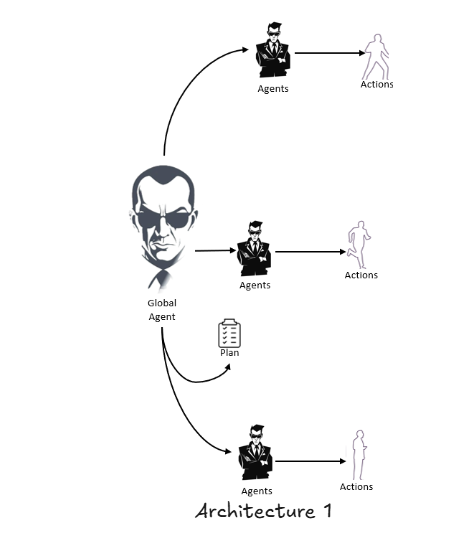 Agents
Actions
Agents
Actions
Global
Agent
Plan
Agents
Actions
Architecture 1